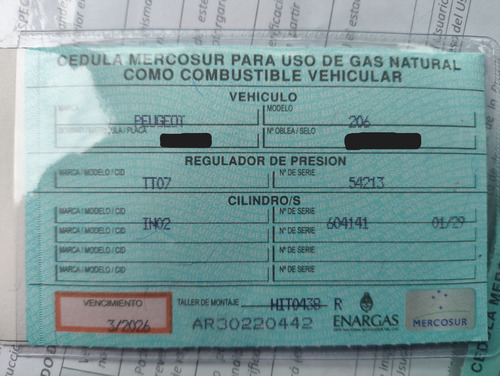 CEDULA MERCOSUR PARA USO DE GAS NATURAL
COMO COMBUSTIBLE VEHICULAR
VEHICULO
MARCA MODELO
PEUGEOT 206
DOMINIO / PLACA Nº OBLEA / SELO
REGULADOR DE PRESION
MARCA / MODELO / CID Nº DE SERIE
TT07 54213
CILINDRO/S
MARCA / MODELO / CID Nº DE SERIE
IN02 604141 01/29
MARCA / MODELO / CID Nº DE SERIE
MARCA / MODELO / CID Nº DE SERIE
MARCA / MODELO / CID Nº DE SERIE
VENCIMIENTO TALLER DE MONTAJE MIT0438 R
3/2026 AR30220442 ENARGAS MERCOSUR